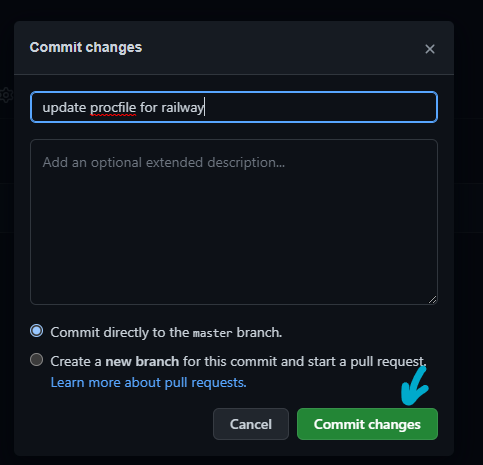 Commit changes
update procfile for railway
Add an optional extended description...
Commit directly to the master branch.
Create a new branch for this commit and start a pull request.
Learn more about pull requests.
Cancel
Commit changes